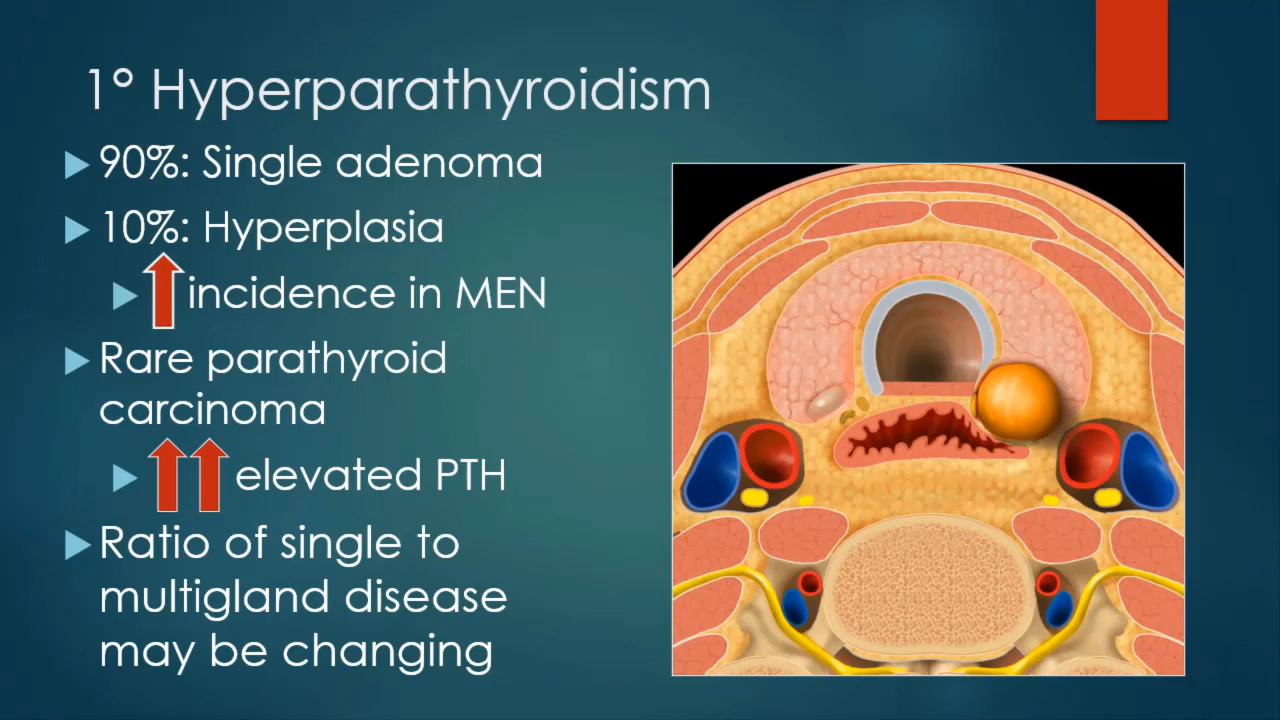 1° Hyperparathyroidism
90%: Single adenoma
10%: Hyperplasia
incidence in MEN
Rare parathyroid
carcinoma
elevated PTH
Ratio of single to
multigland disease
may be changing